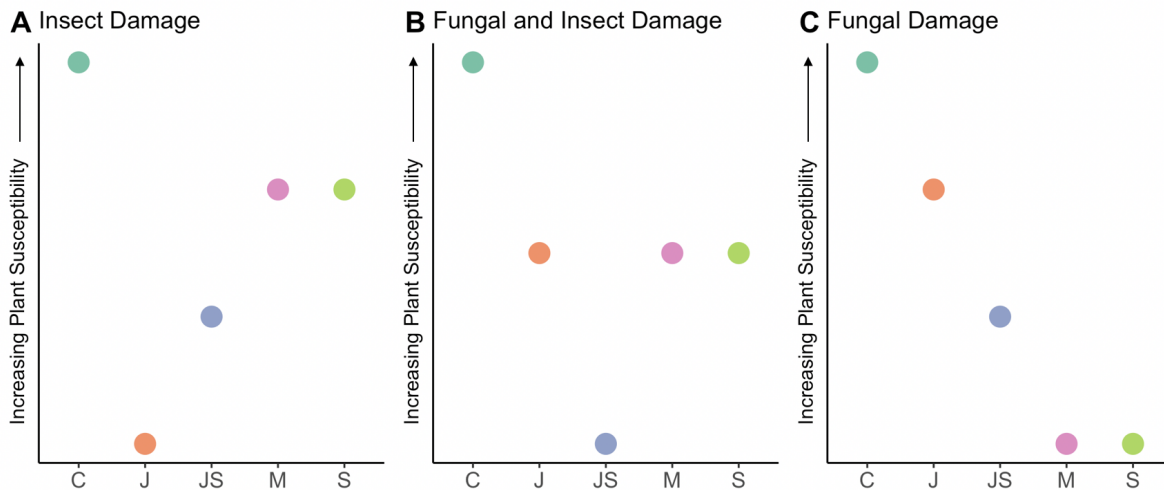 A Insect Damage
Increasing Plant Susceptibility
C J JS M S
B Fungal and Insect Damage
Increasing Plant Susceptibility
C J JS M S
C Fungal Damage
Increasing Plant Susceptibility
C J JS M S